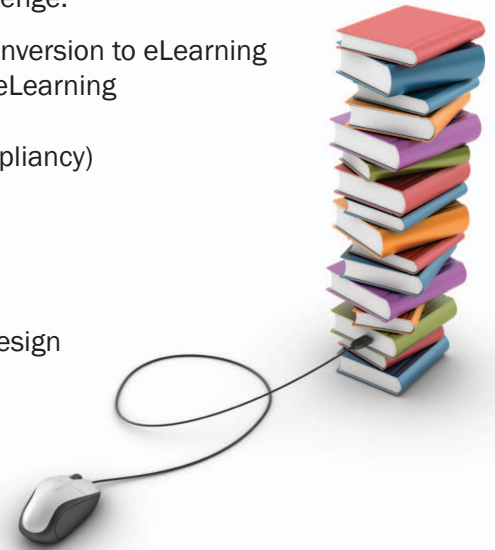 enge.
nversion to eLearning
eLearning
pliancy)
esign